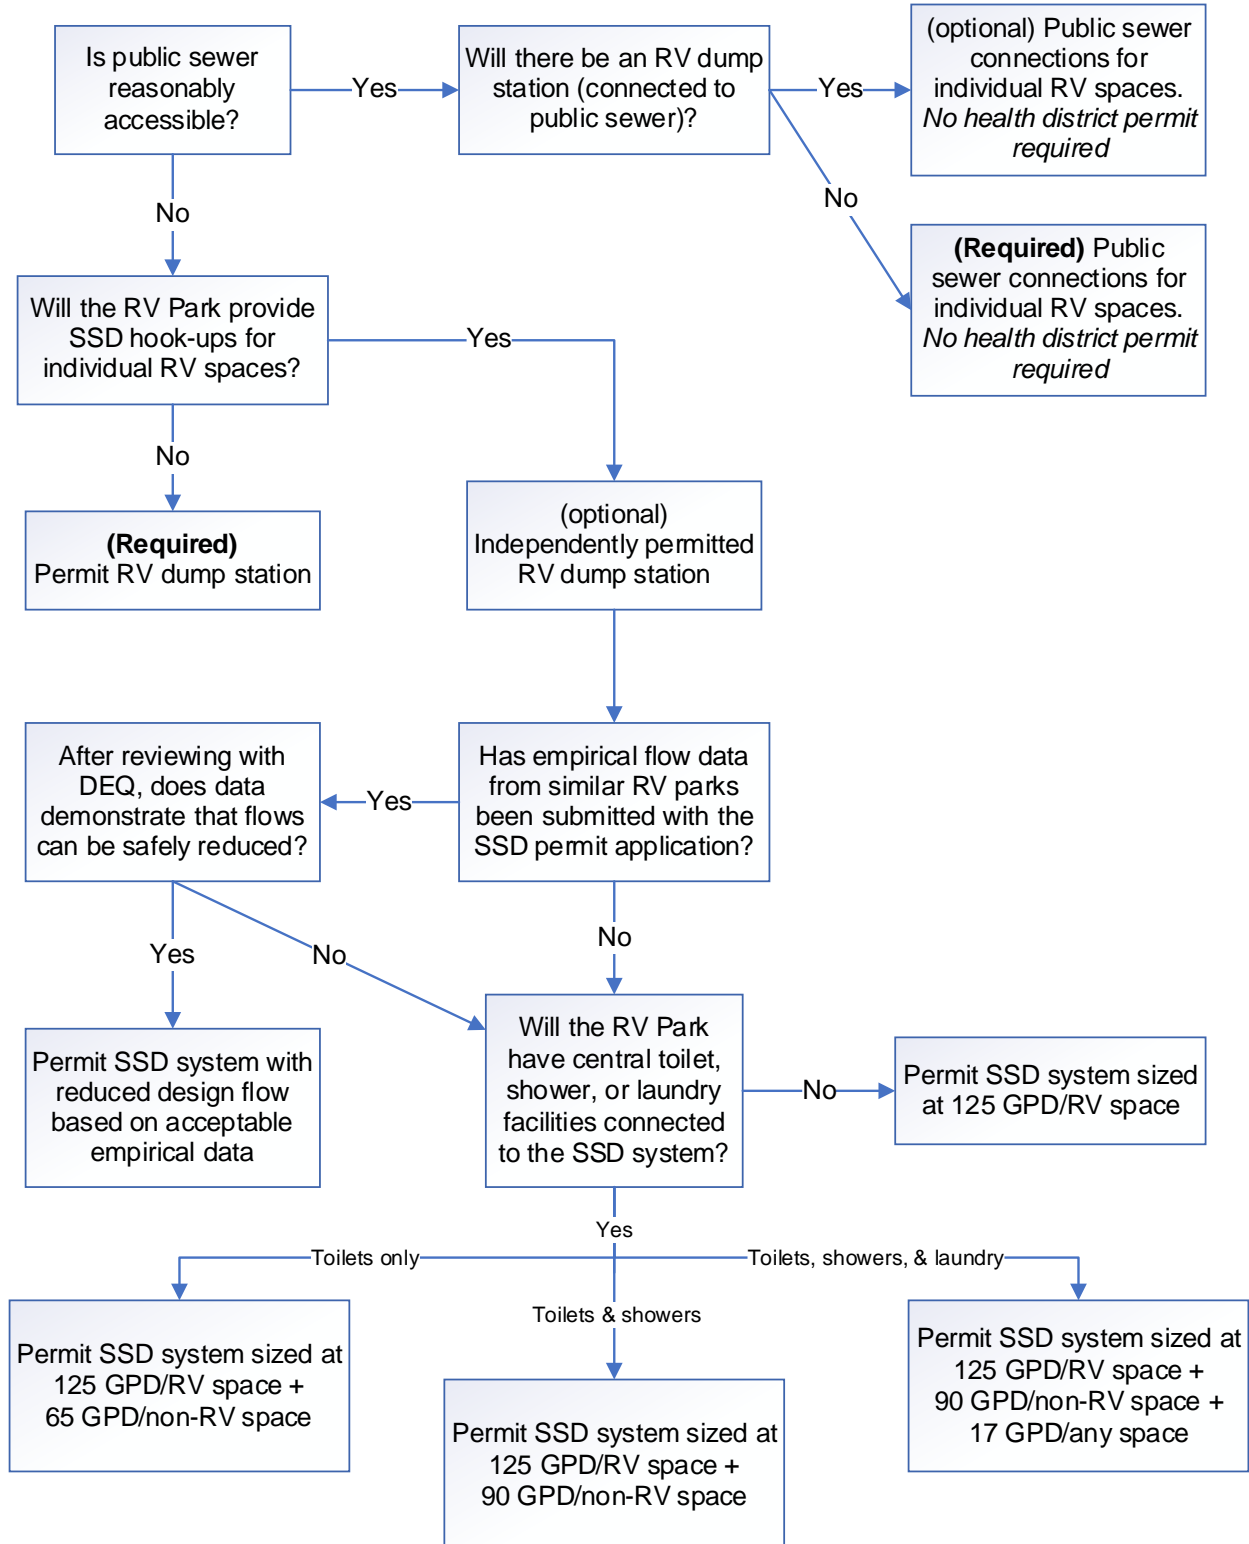 Is public sewer
reasonably
accessible?
Yes
Will there be an RV dump
station (connected to
public sewer)?
Yes
(optional) Public sewer
connections for
individual RV spaces.
No health district permit
required
No
(Required) Public
sewer connections for
individual RV spaces.
No health district permit
required
No
Will the RV Park provide
SSD hook-ups for
individual RV spaces?
Yes
No
(Required)
Permit RV dump station
(optional)
Independently permitted
RV dump station
Has empirical flow data
from similar RV parks
been submitted with the
SSD permit application?
Yes
After reviewing with
DEQ, does data
demonstrate that flows
can be safely reduced?
Yes
No
No
Permit SSD system with
reduced design flow
based on acceptable
empirical data
Will the RV Park
have central toilet,
shower, or laundry
facilities connected
to the SSD system?
No
Permit SSD system sized
at 125 GPD/RV space
Yes
Toilets only
Toilets & showers
Toilets, showers, & laundry
Permit SSD system sized at
125 GPD/RV space +
65 GPD/non-RV space
Permit SSD system sized at
125 GPD/RV space +
90 GPD/non-RV space
Permit SSD system sized at
125 GPD/RV space +
90 GPD/non-RV space +
17 GPD/any space